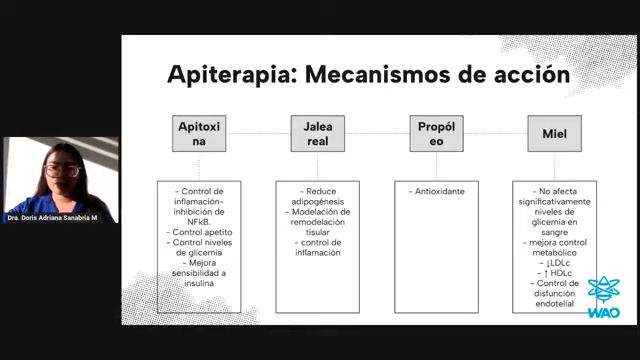 Apiterapia: Mecanismos de acción
Apitoxi
na
Jalea
real
Propól
eo
Miel
- Control de
inflamación-
inhibición de
NFkB.
- Control apetito
- Control niveles
de glicemia
- Mejora
sensibilidad a
insulina
- Reduce
adipogénesis
- Modelación de
remodelación
tisular
- control de
inflamación
- Antioxidante
- No afecta
significativamente
niveles de
glicemia en
sangre
- mejora control
metabólico
- ↓LDLc
- ↑ HDLc
- Control de
disfunción
endotelial
WAO
Dra. Doris Adriana Sanabria M